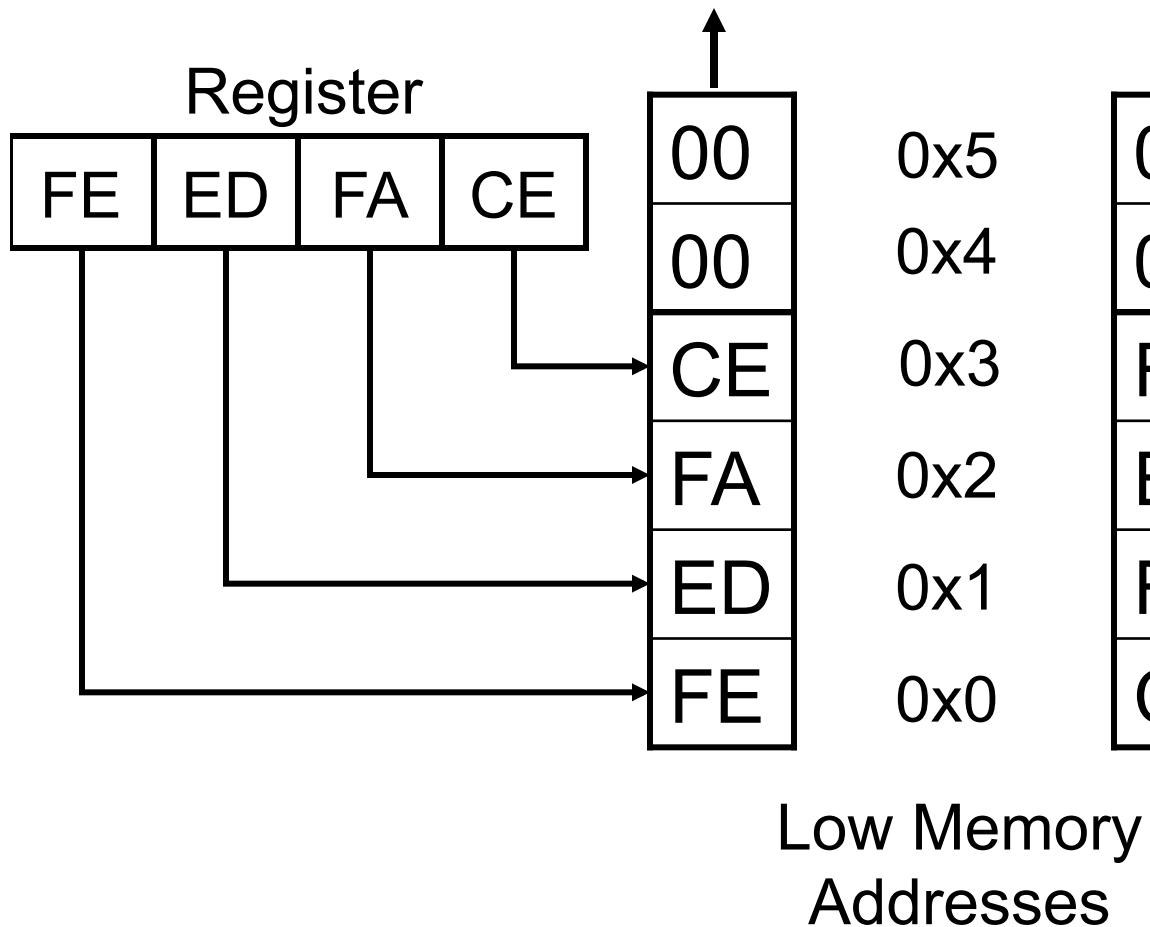 Register
FE ED FA CE
00 0x5
00 0x4
CE 0x3
FA 0x2
ED 0x1
FE 0x0
Low Memory
Addresses